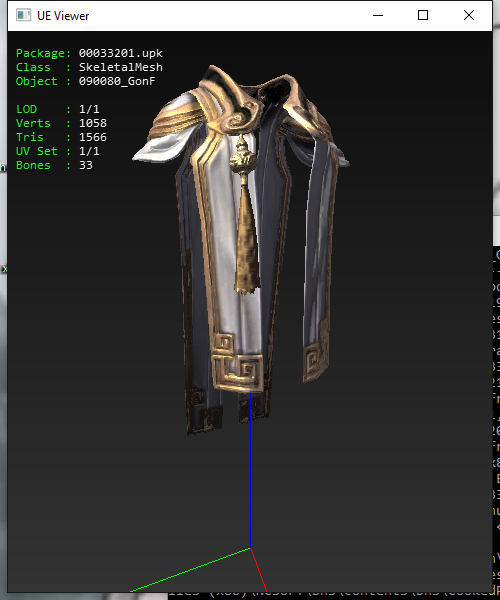 UE Viewer
Package: 00033201.upk
Class : SkeletalMesh
Object : 090080_GonF
LOD : 1/1
Verts : 1058
Tris : 1566
UV Set : 1/1
Bones : 33